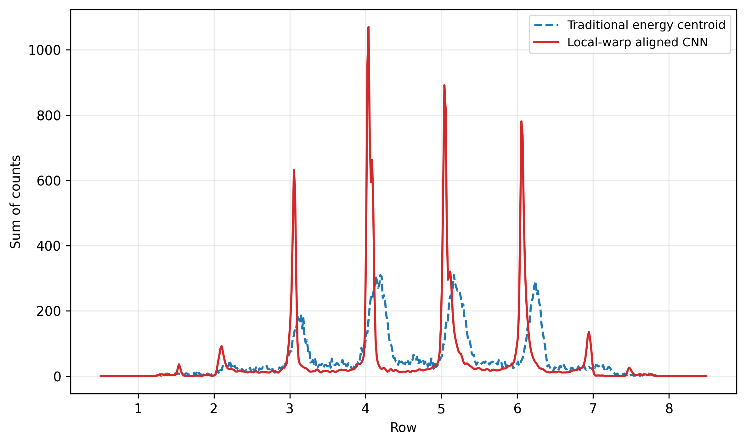 Traditional energy centroid
Local-warp aligned CNN
Sum of counts
1000
800
600
400
200
0
1 2 3 4 5 6 7 8
Row